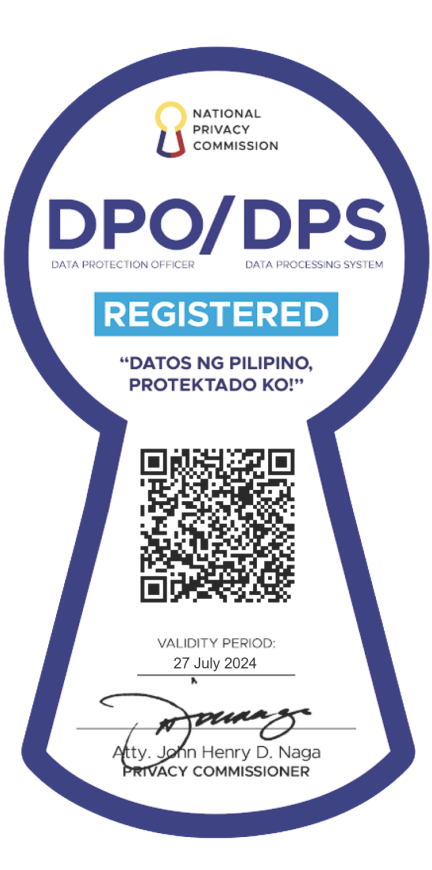 NATIONAL
PRIVACY
COMMISSION
DPO/DPS
DATA PROTECTION OFFICER DATA PROCESSING SYSTEM
REGISTERED
“DATOS NG PILIPINO,
PROTEKTADO KO!”
VALIDITY PERIOD:
27 July 2024
Atty. John Henry D. Naga
PRIVACY COMMISSIONER